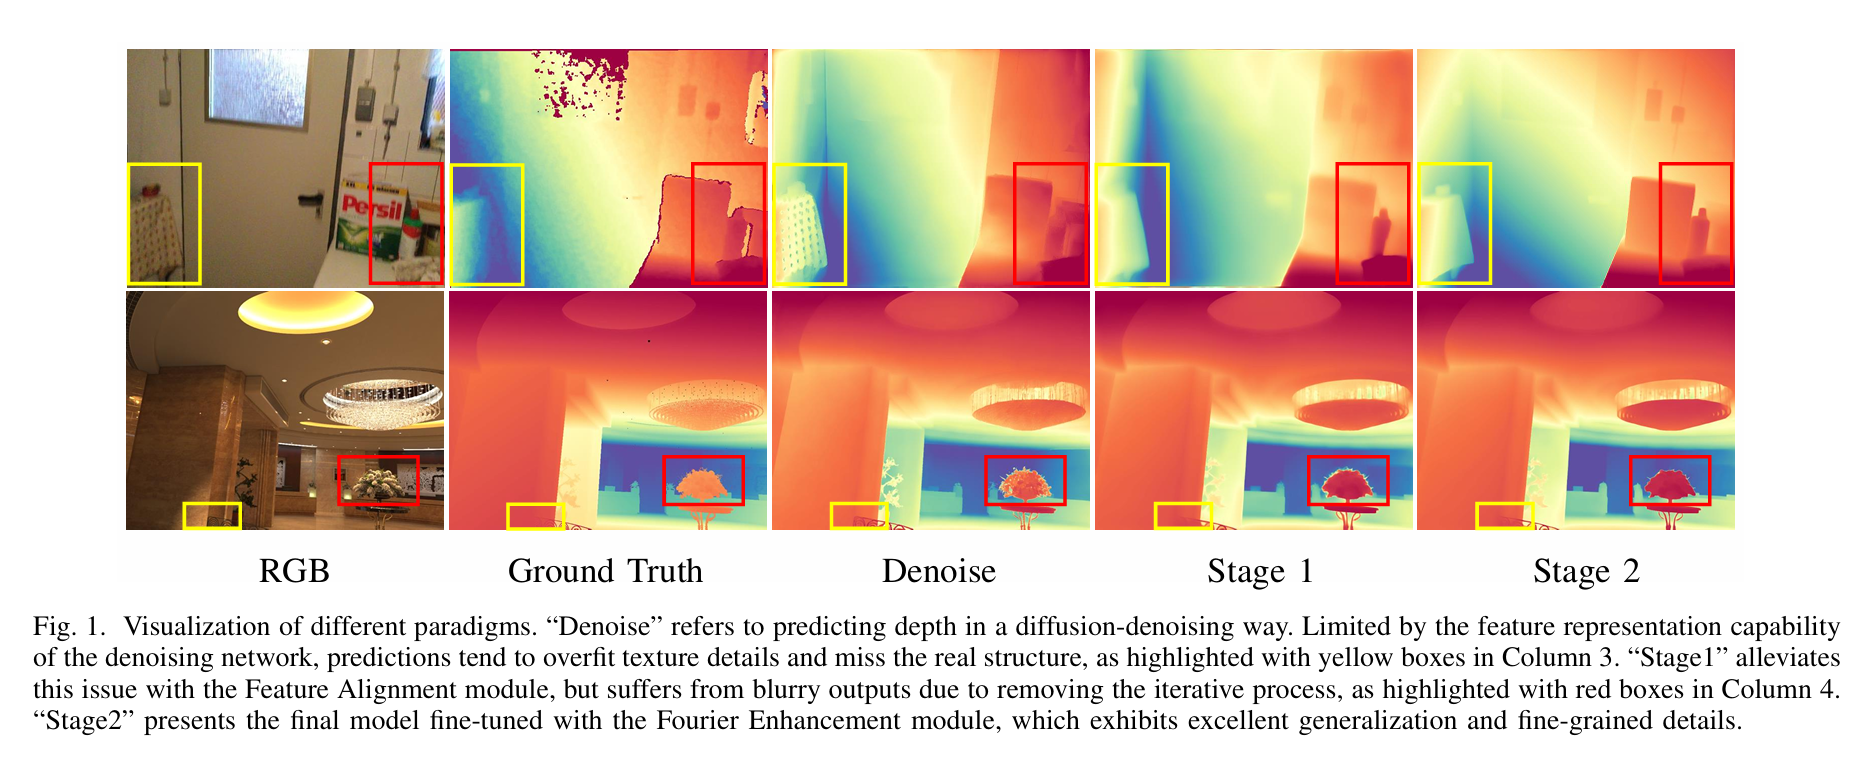 Persil
RGB
Ground Truth
Denoise
Stage 1
Stage 2
Fig. 1. Visualization of different paradigms. “Denoise” refers to predicting depth in a diffusion-denoising way. Limited by the feature representation capability
of the denoising network, predictions tend to overfit texture details and miss the real structure, as highlighted with yellow boxes in Column 3. “Stage1” alleviates
this issue with the Feature Alignment module, but suffers from blurry outputs due to removing the iterative process, as highlighted with red boxes in Column 4.
“Stage2” presents the final model fine-tuned with the Fourier Enhancement module, which exhibits excellent generalization and fine-grained details.